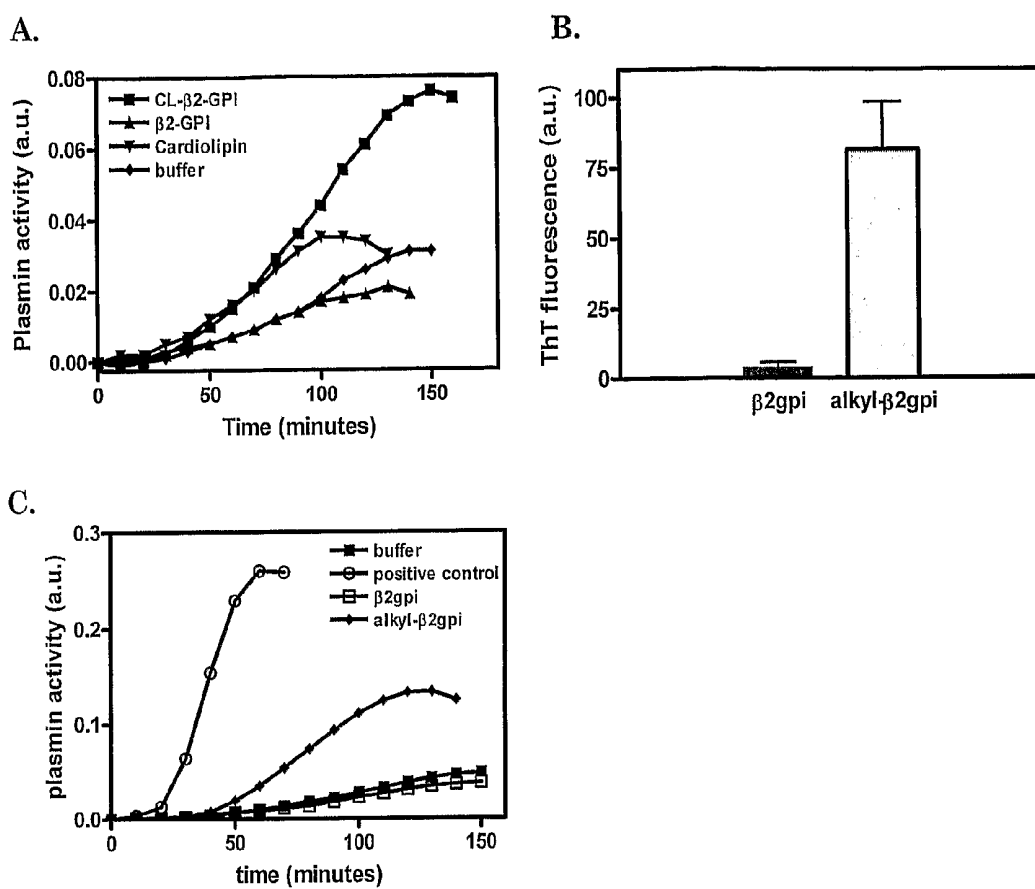 A.
Plasmin activity (a.u.)
0.08
0.06
0.04
0.02
0.00
CL-β2-GPI
β2-GPI
Cardiolipin
buffer
0
50
100
150
Time (minutes)
B.
ThT fluorescence (a.u.)
100
75
50
25
0
β2gpi
alkyl-β2gpi
C.
plasmin activity (a.u.)
0.3
0.2
0.1
0.0
buffer
positive control
β2gpi
alkyl-β2gpi
0
50
100
150
time (minutes)